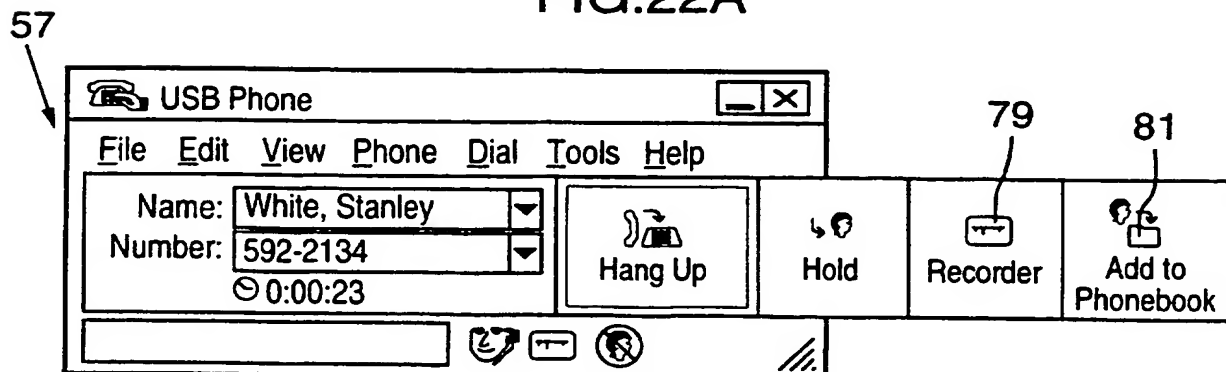 FIG.22A
57
USB Phone
File Edit View Phone Dial Tools Help
79
81
Name: White, Stanley
Number: 592-2134
0:00:23
Hang Up
Hold
Recorder
Add to
Phonebook